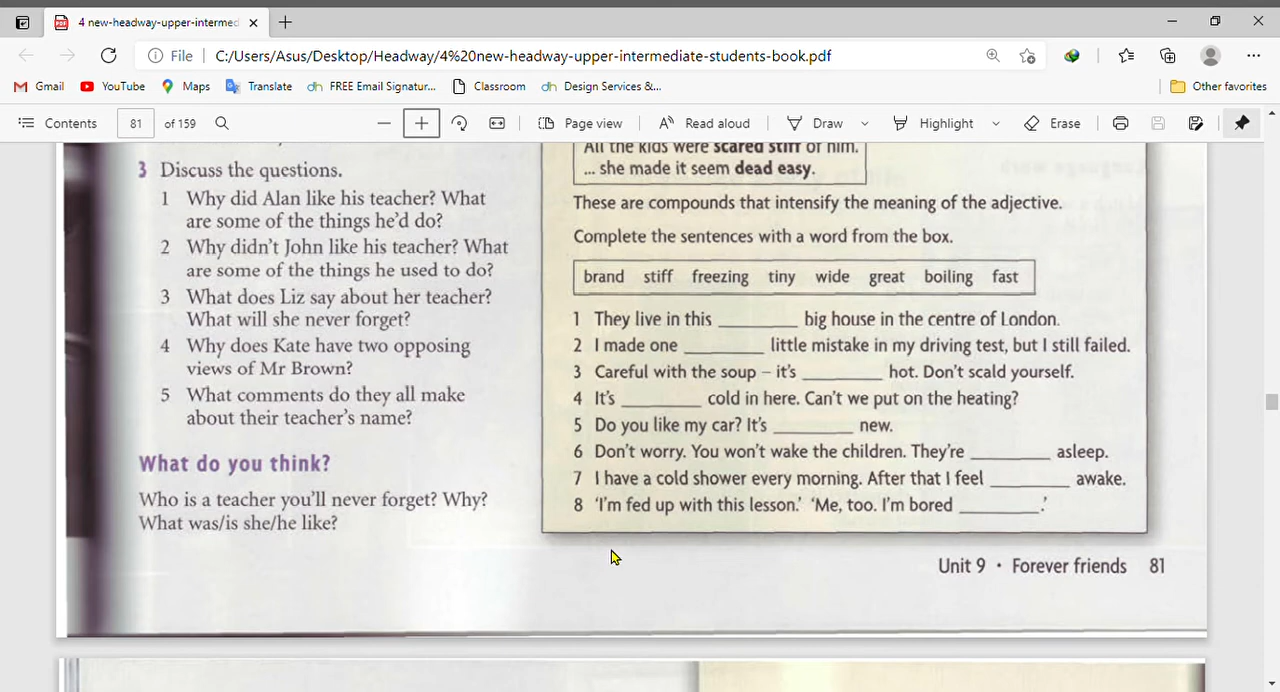 4 new-headway-upper-intermed
File C:/Users/Asus/Desktop/Headway/4%20new-headway-upper-intermediate-students-book.pdf
Gmail YouTube Maps Translate FREE Email Signatur... Classroom Design Services &... Other favorites
Contents 81 of 159 Page view Read aloud Draw Highlight Erase
3 Discuss the questions.
1 Why did Alan like his teacher? What
are some of the things he'd do?
2 Why didn't John like his teacher? What
are some of the things he used to do?
3 What does Liz say about her teacher?
What will she never forget?
4 Why does Kate have two opposing
views of Mr Brown?
5 What comments do they all make
about their teacher's name?
What do you think?
Who is a teacher you'll never forget? Why?
What was/is she/he like?
All the kids were scared stiff of him.
... she made it seem dead easy.
These are compounds that intensify the meaning of the adjective.
Complete the sentences with a word from the box.
brand stiff freezing tiny wide great boiling fast
1 They live in this ________ big house in the centre of London.
2 I made one ________ little mistake in my driving test, but I still failed.
3 Careful with the soup – it's ________ hot. Don't scald yourself.
4 It's ________ cold in here. Can't we put on the heating?
5 Do you like my car? It's ________ new.
6 Don't worry. You won't wake the children. They're ________ asleep.
7 I have a cold shower every morning. After that I feel ________ awake.
8 'I'm fed up with this lesson.' 'Me, too. I'm bored ________.'
Unit 9 • Forever friends 81